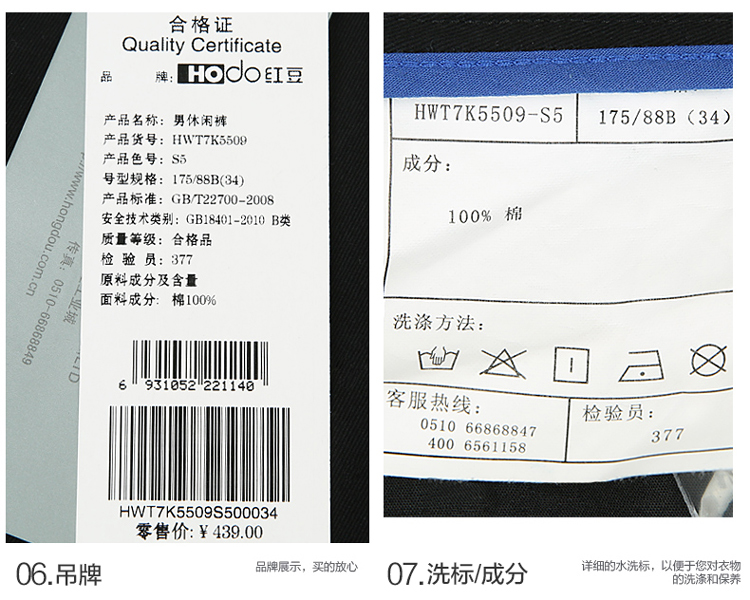 合格证
Quality Certificate
品 牌: HOdo 红豆
产品名称: 男休闲裤
产品货号: HWT7K5509
产品色号: S5
号型规格: 175/88B(34)
产品标准: GB/T22700-2008
安全技术类别: GB18401-2010 B类
质量等级: 合格品
检 验 员: 377
原料成分及含量
面料成分: 棉100%
6 931052 221140
HWT7K5509S500034
零售价: ¥ 439.00
www.hongdou.com.cn
传真: 0510-66868849
工业城
LTD
HWT7K5509-S5
175/88B (34)
成分:
100% 棉
洗涤方法:
客服热线:
0510 66868847
400 6561158
检验员:
377
06.吊牌
品牌展示，买的放心
07.洗标/成分
详细的水洗标，以便于您对衣物
的洗涤和保养